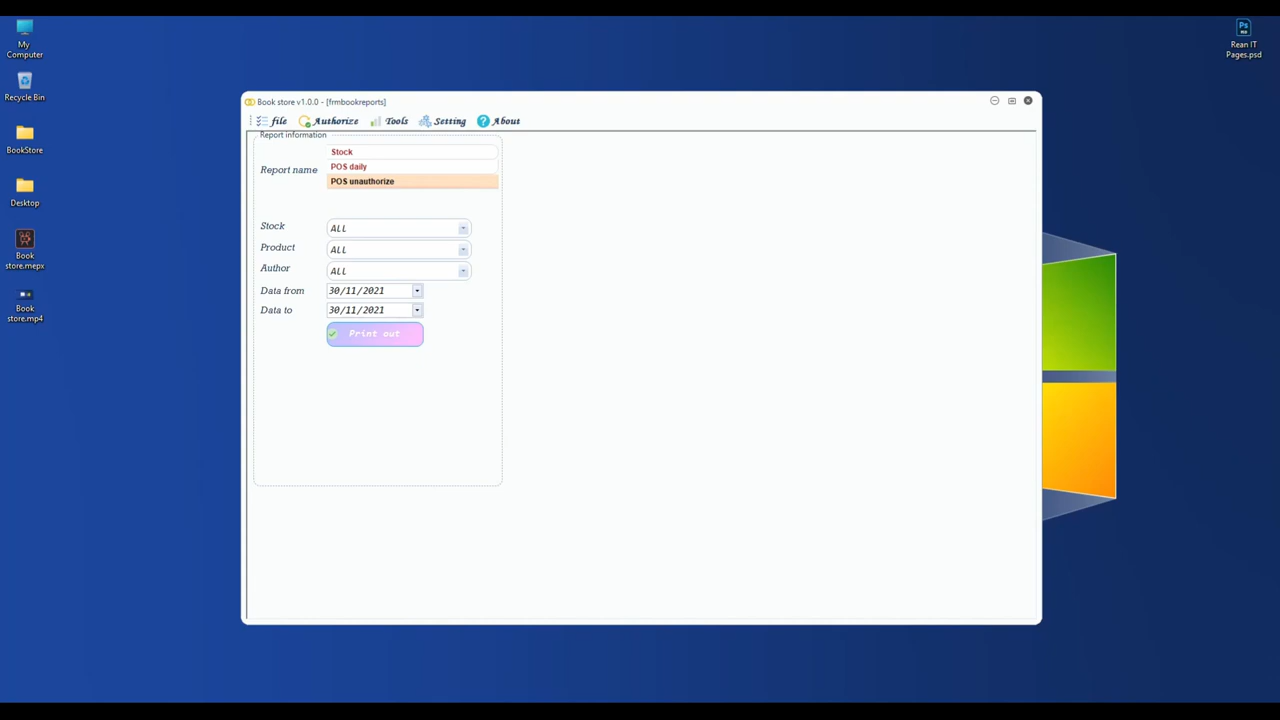 My
Computer
Recycle Bin
BookStore
Desktop
Book
store.mepx
Book
store.mp4
Ps
Rean IT
Pages.psd
Book store v1.0.0 - [frmbookreports]
file Authorize Tools Setting ? About
Report information
Report name
Stock
POS daily
POS unauthorize
Stock ALL
Product ALL
Author ALL
Data from 30/11/2021
Data to 30/11/2021
Print out